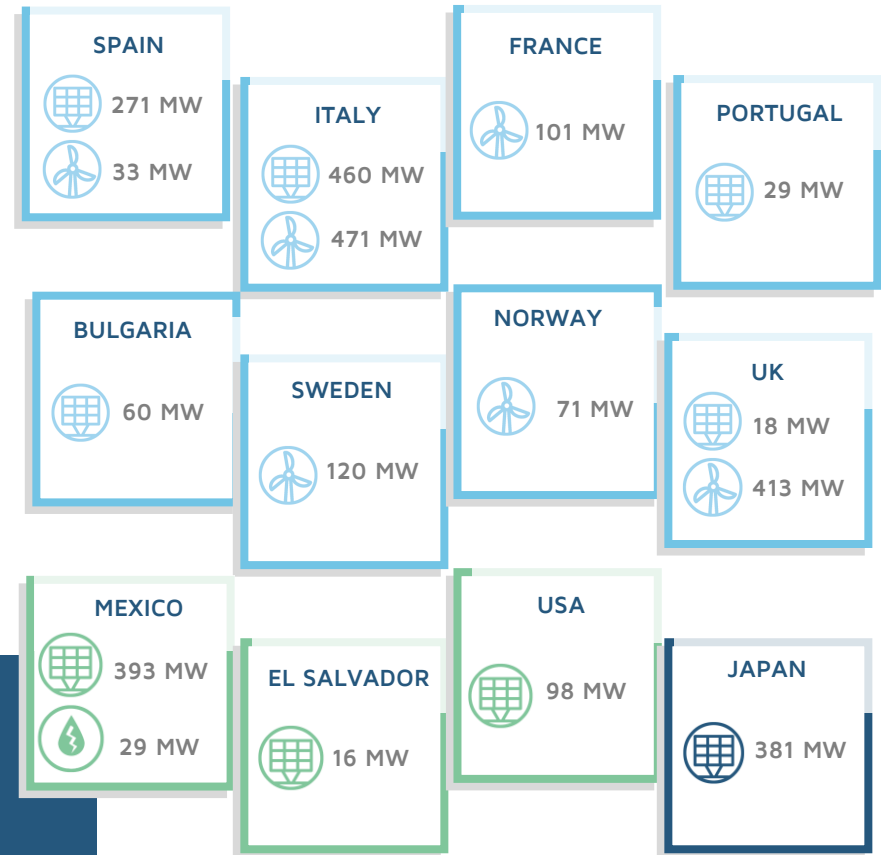 SPAIN
271 MW
33 MW
ITALY
460 MW
471 MW
FRANCE
101 MW
PORTUGAL
29 MW
BULGARIA
60 MW
SWEDEN
120 MW
NORWAY
71 MW
UK
18 MW
413 MW
MEXICO
393 MW
29 MW
EL SALVADOR
16 MW
USA
98 MW
JAPAN
381 MW